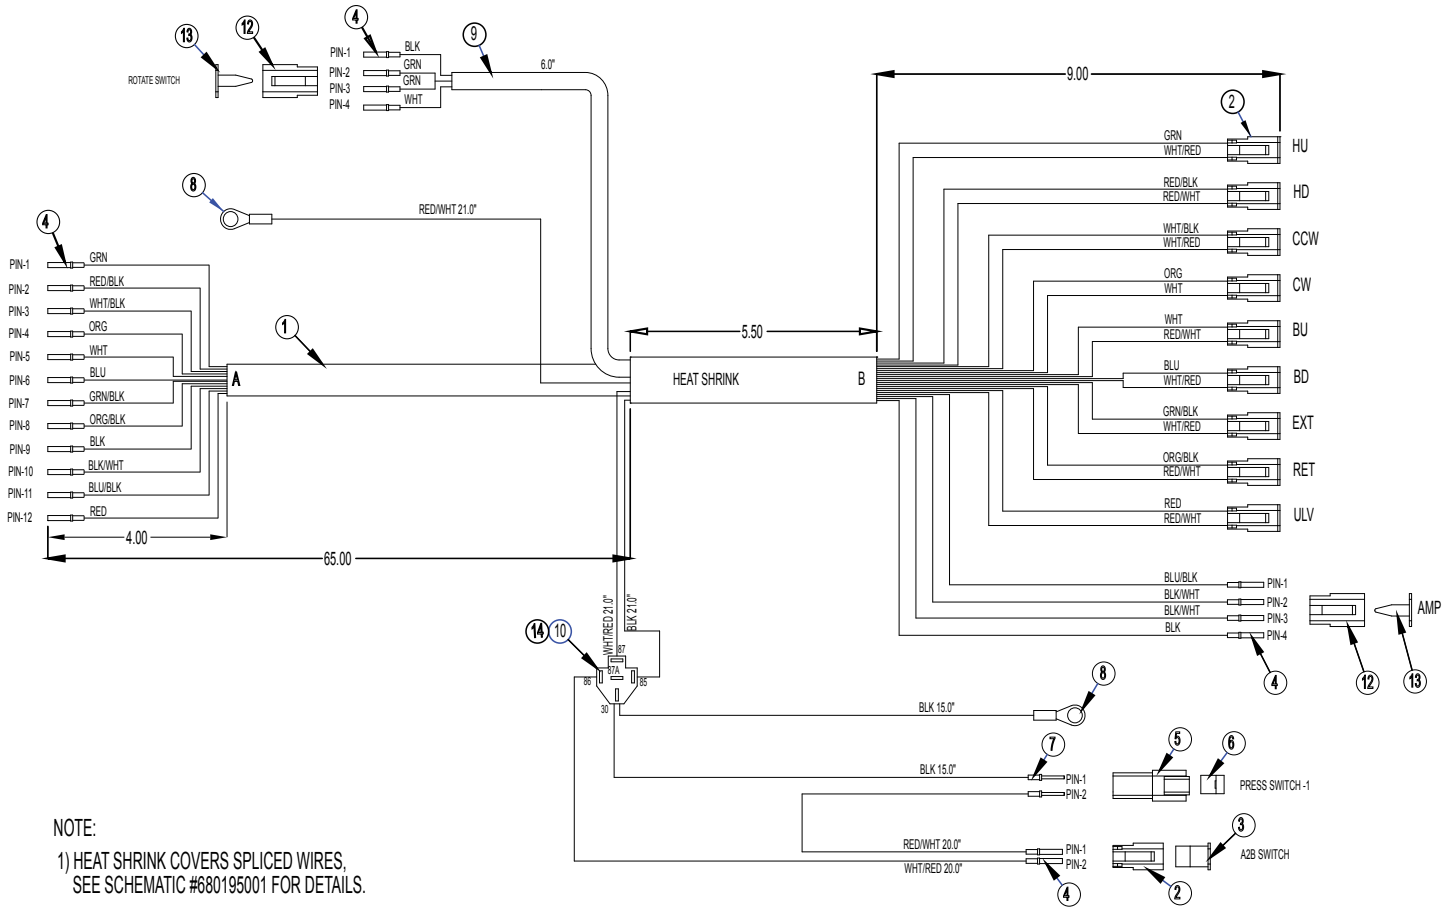 13
12
4
9
ROTATE SWITCH
PIN-1
BLK
PIN-2
GRN
PIN-3
GRN
PIN-4
WHT
6.0"
9.00
2
GRN
WHT/RED
HU
RED/BLK
RED/WHT
HD
WHT/BLK
WHT/RED
CCW
ORG
WHT
CW
WHT
RED/WHT
BU
BLU
WHT/RED
BD
GRN/BLK
WHT/RED
EXT
ORG/BLK
RED/WHT
RET
RED
RED/WHT
ULV
8
RED/WHT 21.0"
4
PIN-1
GRN
PIN-2
RED/BLK
PIN-3
WHT/BLK
PIN-4
ORG
PIN-5
WHT
PIN-6
BLU
PIN-7
GRN/BLK
PIN-8
ORG/BLK
PIN-9
BLK
PIN-10
BLK/WHT
PIN-11
BLU/BLK
PIN-12
RED
1
A
5.50
HEAT SHRINK
B
4.00
65.00
BLU/BLK
PIN-1
BLK/WHT
PIN-2
BLK/WHT
PIN-3
BLK
PIN-4
AMP
4
12
13
WHT/RED 21.0"
BLK 21.0"
14
10
87
87A
86
85
30
BLK 15.0"
8
BLK 15.0"
7
PIN-1
PIN-2
5
6
PRESS SWITCH -1
RED/WHT 20.0"
PIN-1
WHT/RED 20.0"
PIN-2
4
2
3
A2B SWITCH
NOTE:
1) HEAT SHRINK COVERS SPLICED WIRES,
SEE SCHEMATIC #680195001 FOR DETAILS.